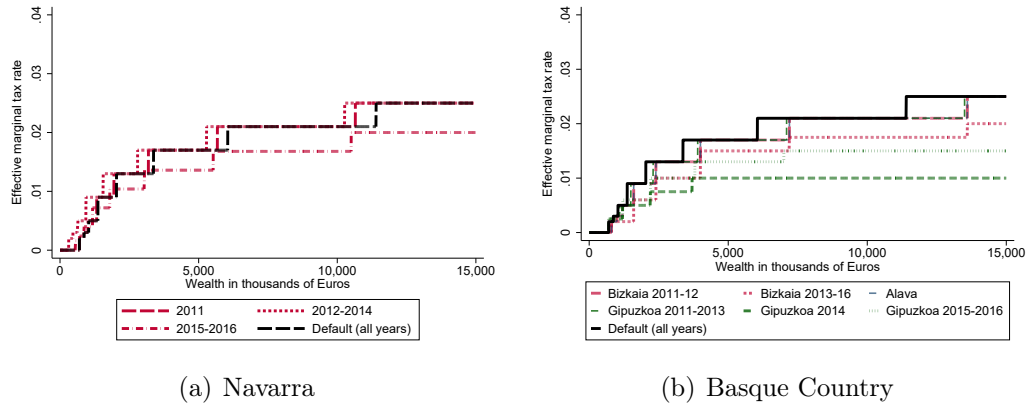 .04
.03
.02
.01
0
Effective marginal tax rate
0 5,000 10,000 15,000
Wealth in thousands of Euros
2011 2012-2014
2015-2016 Default (all years)
(a) Navarra
.04
.03
.02
.01
0
Effective marginal tax rate
0 5,000 10,000 15,000
Wealth in thousands of Euros
Bizkaia 2011-12 Bizkaia 2013-16 Alava
Gipuzkoa 2011-2013 Gipuzkoa 2014 Gipuzkoa 2015-2016
Default (all years)
(b) Basque Country